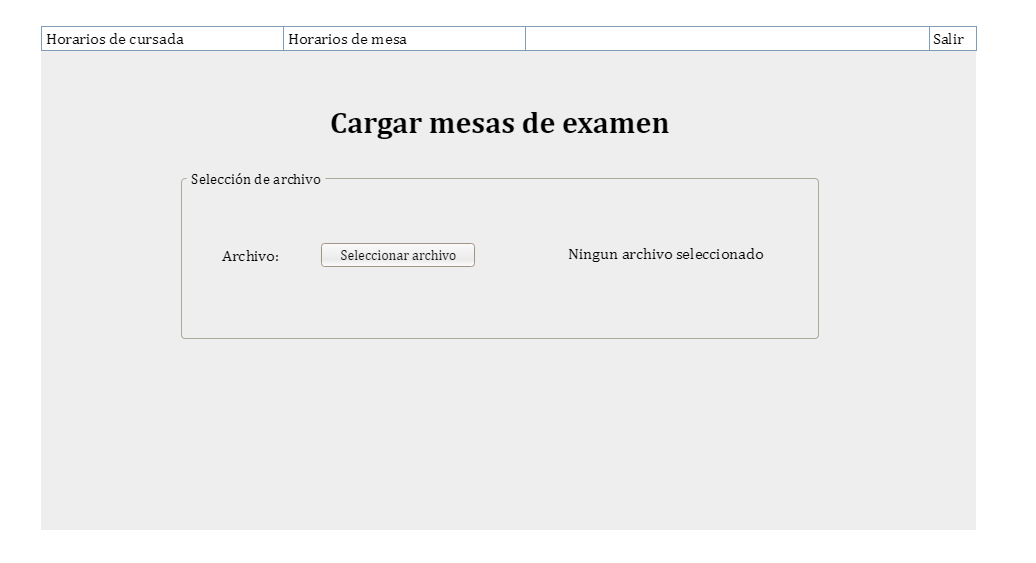 Horarios de cursada Horarios de mesa Salir
Cargar mesas de examen
Selección de archivo
Archivo: Seleccionar archivo Ningun archivo seleccionado